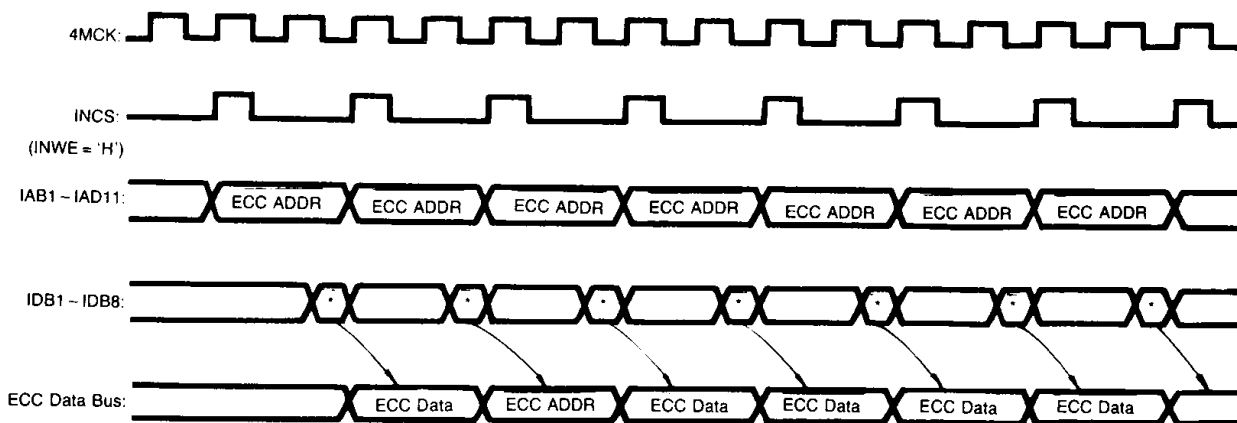 4MCK:
INCS:
(INWE = 'H')
IAB1 ~ IAD11:
ECC ADDR ECC ADDR ECC ADDR ECC ADDR ECC ADDR ECC ADDR ECC ADDR
IDB1 ~ IDB8:
* * * * * * *
ECC Data Bus:
ECC Data ECC ADDR ECC Data ECC Data ECC Data ECC Data